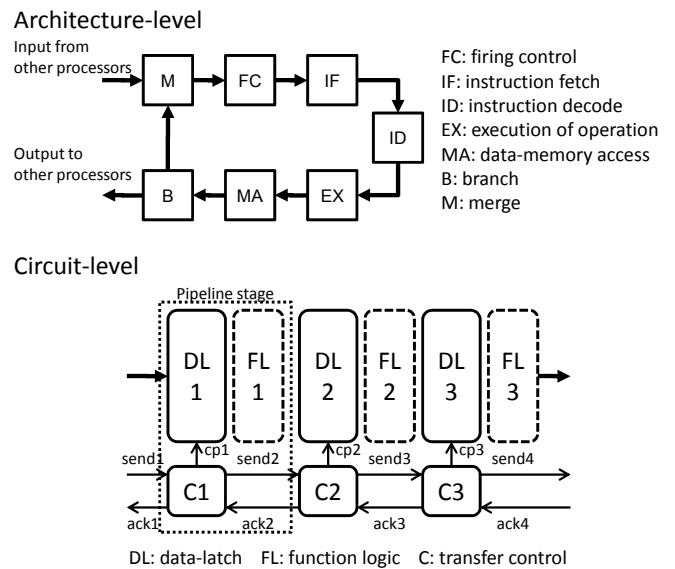 Architecture-level
Input from
other processors
M
FC
IF
ID
Output to
other processors
B
MA
EX
FC: firing control
IF: instruction fetch
ID: instruction decode
EX: execution of operation
MA: data-memory access
B: branch
M: merge
Circuit-level
Pipeline stage
DL
1
FL
1
DL
2
FL
2
DL
3
FL
3
cp1
cp2
cp3
send1
send2
send3
send4
C1
C2
C3
ack1
ack2
ack3
ack4
DL: data-latch FL: function logic C: transfer control